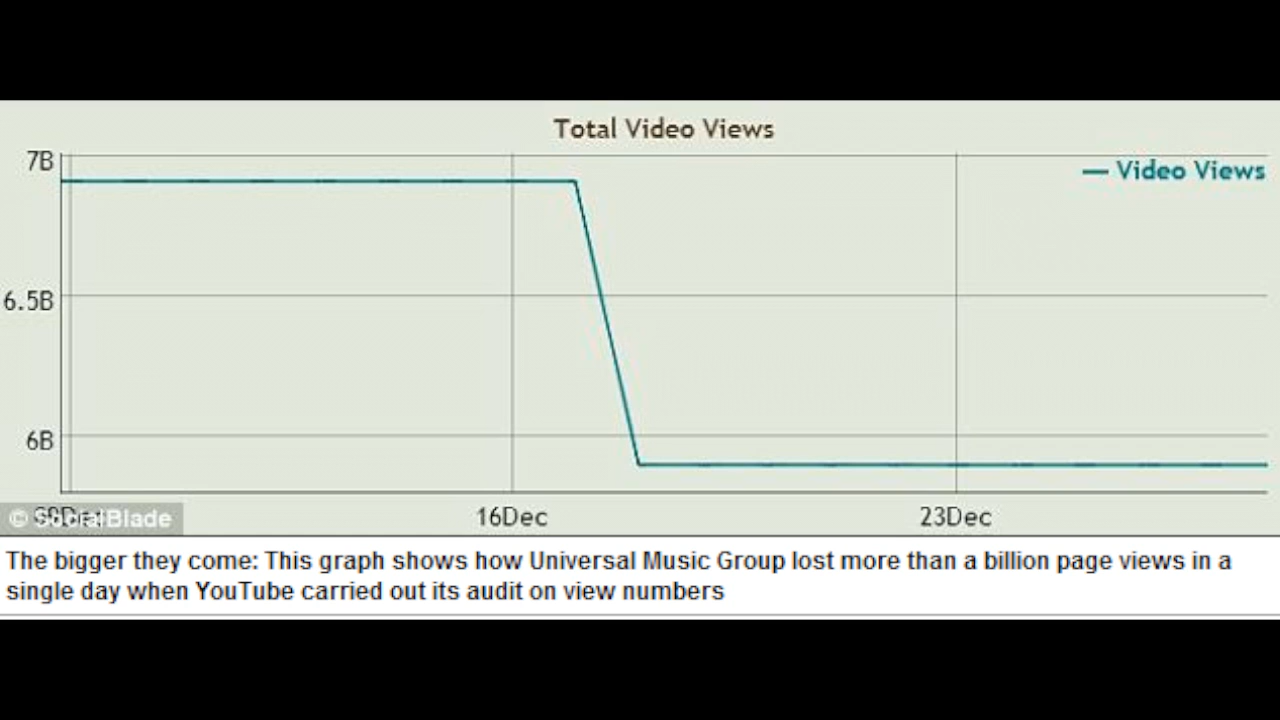 Total Video Views
7B
Video Views
6.5B
6B
© SocialBlade
16Dec
23Dec
The bigger they come: This graph shows how Universal Music Group lost more than a billion page views in a
single day when YouTube carried out its audit on view numbers